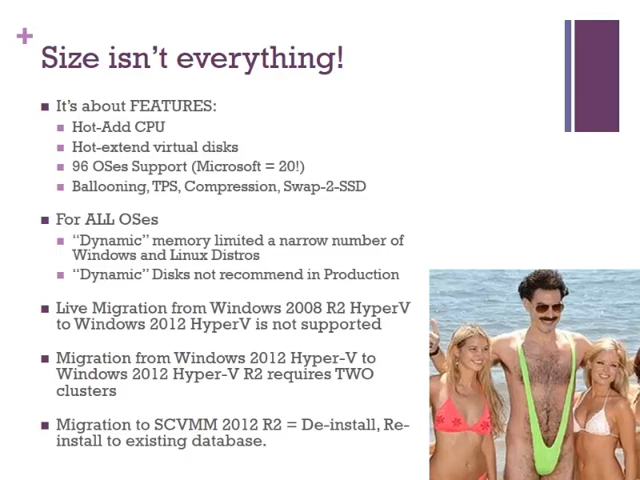 +
Size isn't everything!
■ It's about FEATURES:
■ Hot-Add CPU
■ Hot-extend virtual disks
■ 96 OSes Support (Microsoft = 20!)
■ Ballooning, TPS, Compression, Swap-2-SSD
■ For ALL OSes
■ “Dynamic” memory limited a narrow number of
Windows and Linux Distros
■ “Dynamic” Disks not recommend in Production
■ Live Migration from Windows 2008 R2 HyperV
to Windows 2012 HyperV is not supported
■ Migration from Windows 2012 Hyper-V to
Windows 2012 Hyper-V R2 requires TWO
clusters
■ Migration to SCVMM 2012 R2 = De-install, Re-
install to existing database.